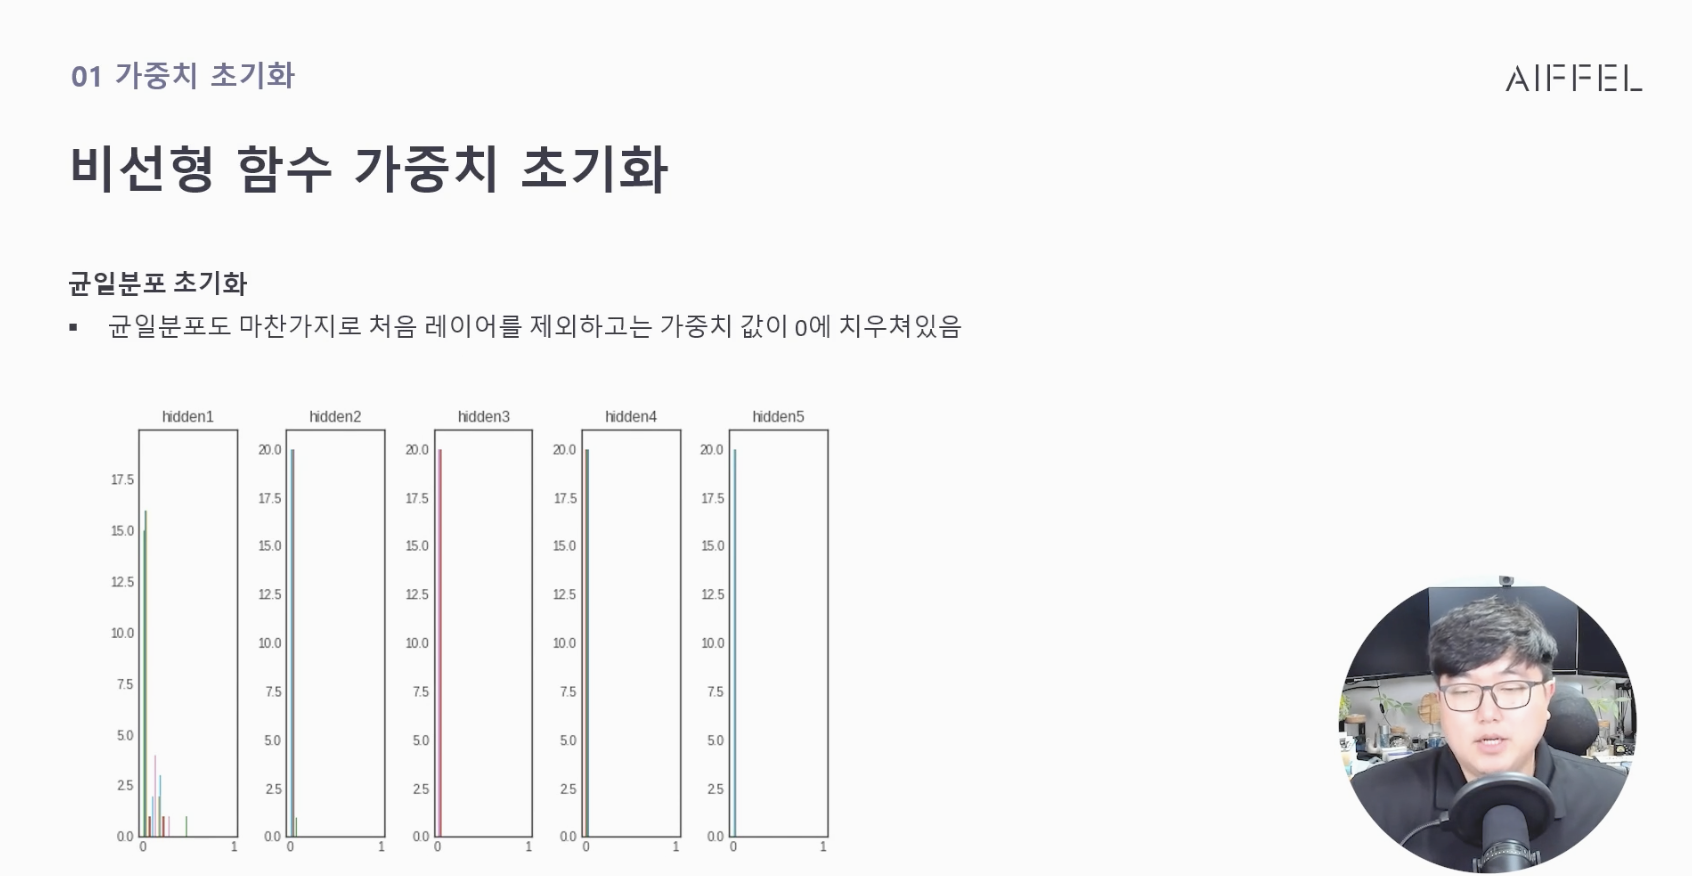 01 가중치 초기화
AIFFEL
비선형 함수 가중치 초기화
균일분포 초기화
▪ 균일분포도 마찬가지로 처음 레이어를 제외하고는 가중치 값이 0에 치우쳐있음
hidden1 hidden2 hidden3 hidden4 hidden5
20.0 20.0 20.0 20.0
17.5 17.5 17.5 17.5 17.5
15.0 15.0 15.0 15.0 15.0
12.5 12.5 12.5 12.5 12.5
10.0 10.0 10.0 10.0 10.0
7.5 7.5 7.5 7.5 7.5
5.0 5.0 5.0 5.0 5.0
2.5 2.5 2.5 2.5 2.5
0.0 0.0 0.0 0.0 0.0
0 1 0 1 0 1 0 1 0 1